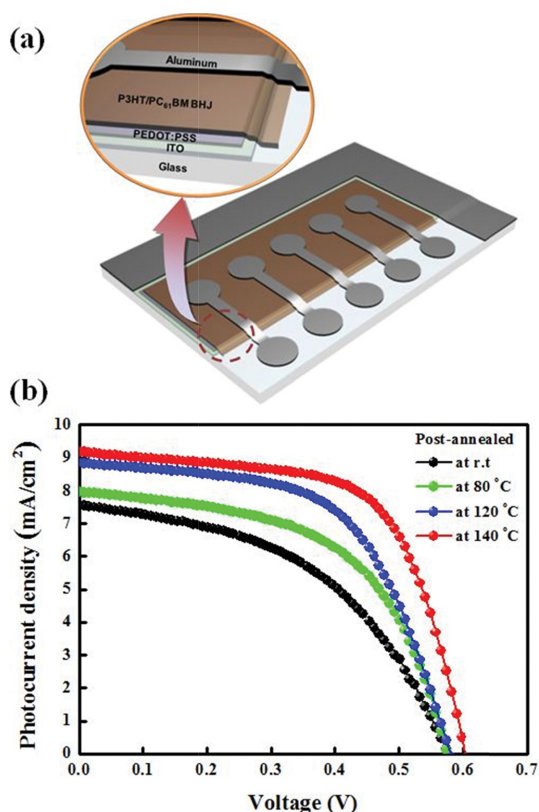 (a)
Aluminum
P3HT/PC₆₁BM BHJ
PEDOT:PSS
ITO
Glass
(b)
Photocurrent density (mA/cm²)
10
9
8
7
6
5
4
3
2
1
0
Post-annealed
at r.t
at 80 °C
at 120 °C
at 140 °C
0.0 0.1 0.2 0.3 0.4 0.5 0.6 0.7
Voltage (V)